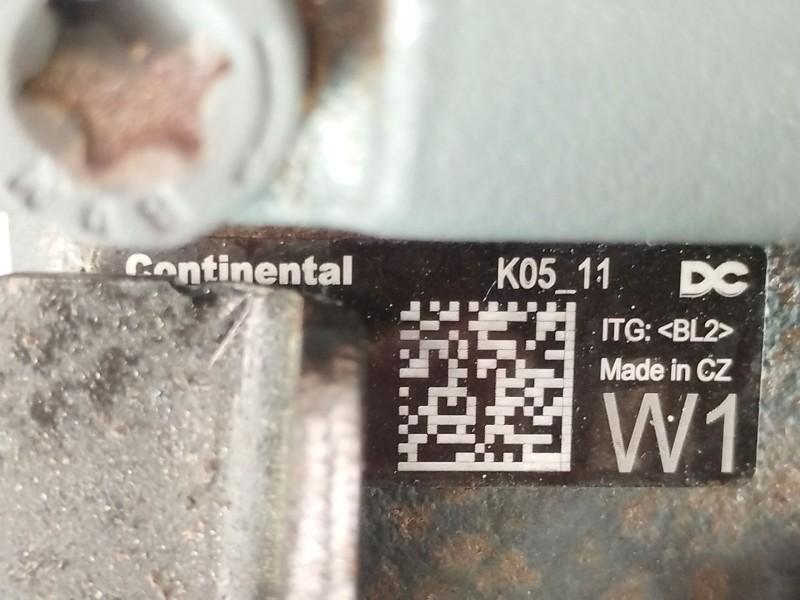 Continental
K05_11
DC
ITG: <BL2>
Made in CZ
W1